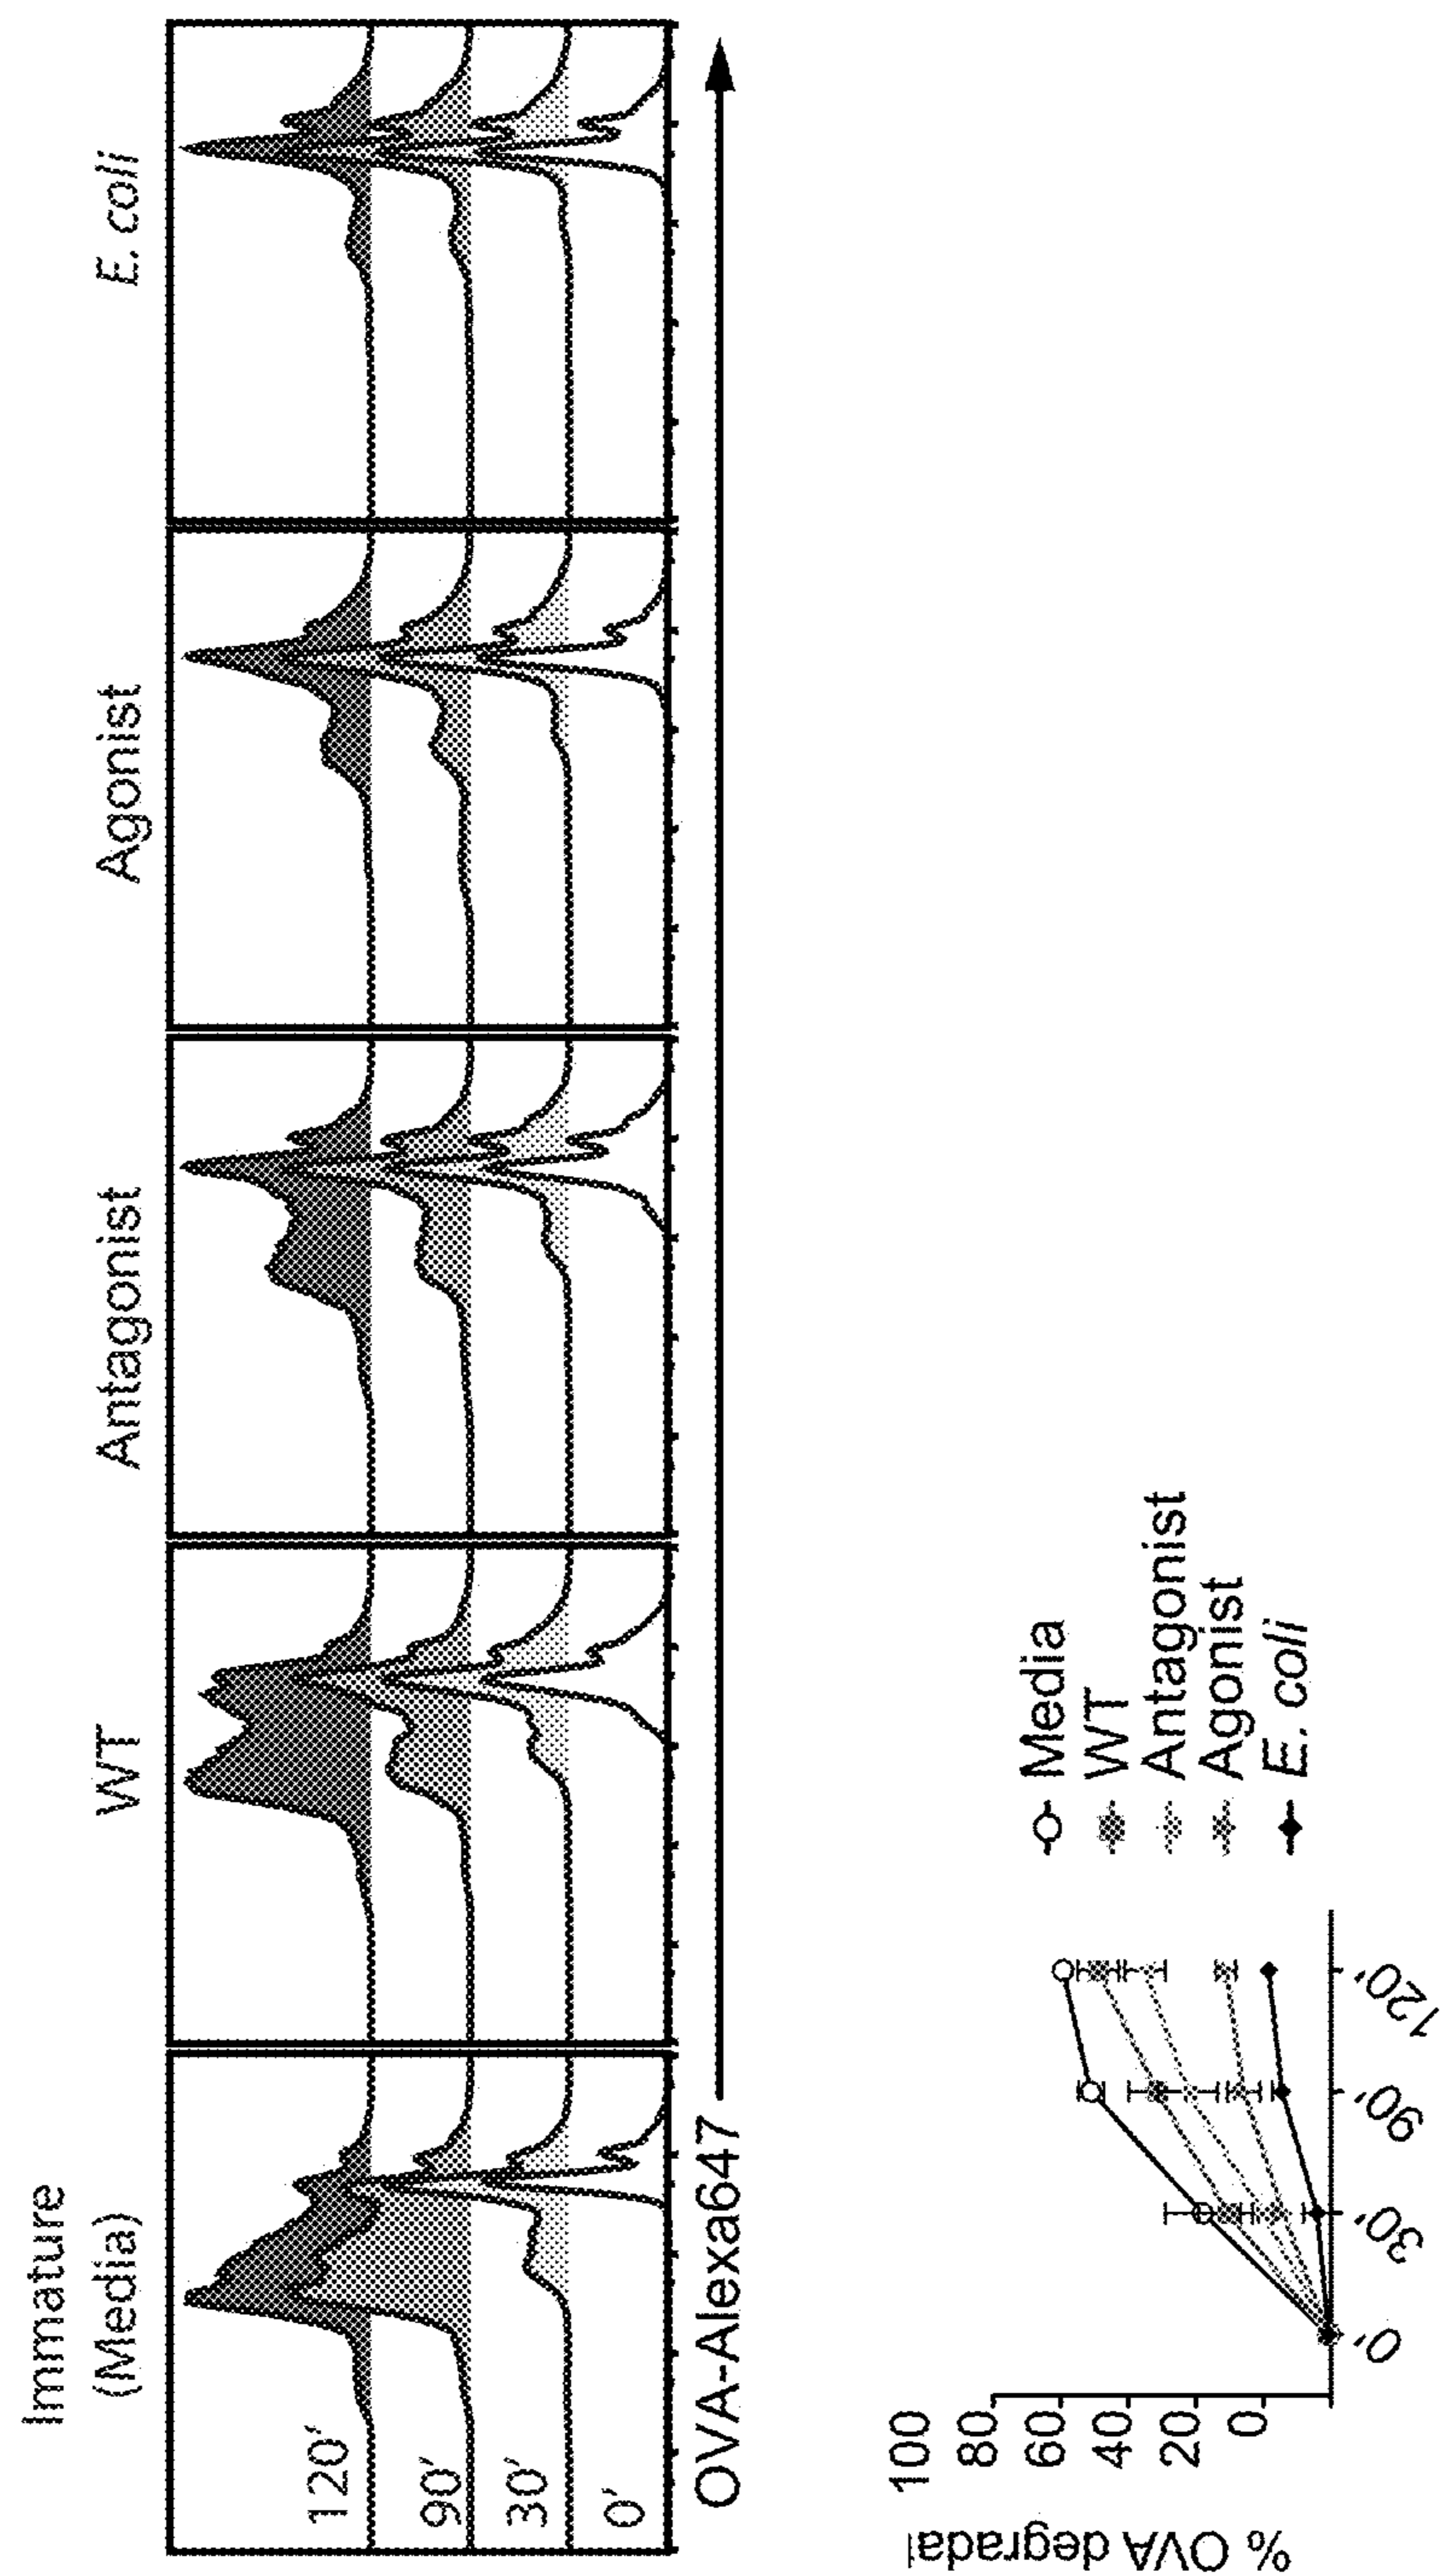 Immature
(Media)
WT
Antagonist
Agonist
E. coli
120′
90′
30′
0′
OVA-Alexa647
% OVA degrada
100
80
60
40
20
0
0′
30′
90′
120′
Media
WT
Antagonist
Agonist
E. coli